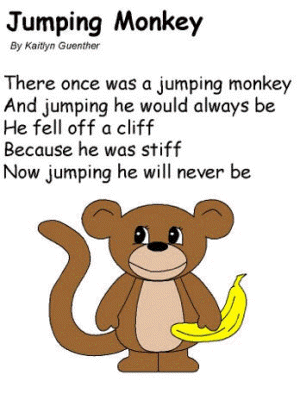 Jumping Monkey
By Kaitlyn Guenther
There once was a jumping monkey
And jumping he would always be
He fell off a cliff
Because he was stiff
Now jumping he will never be